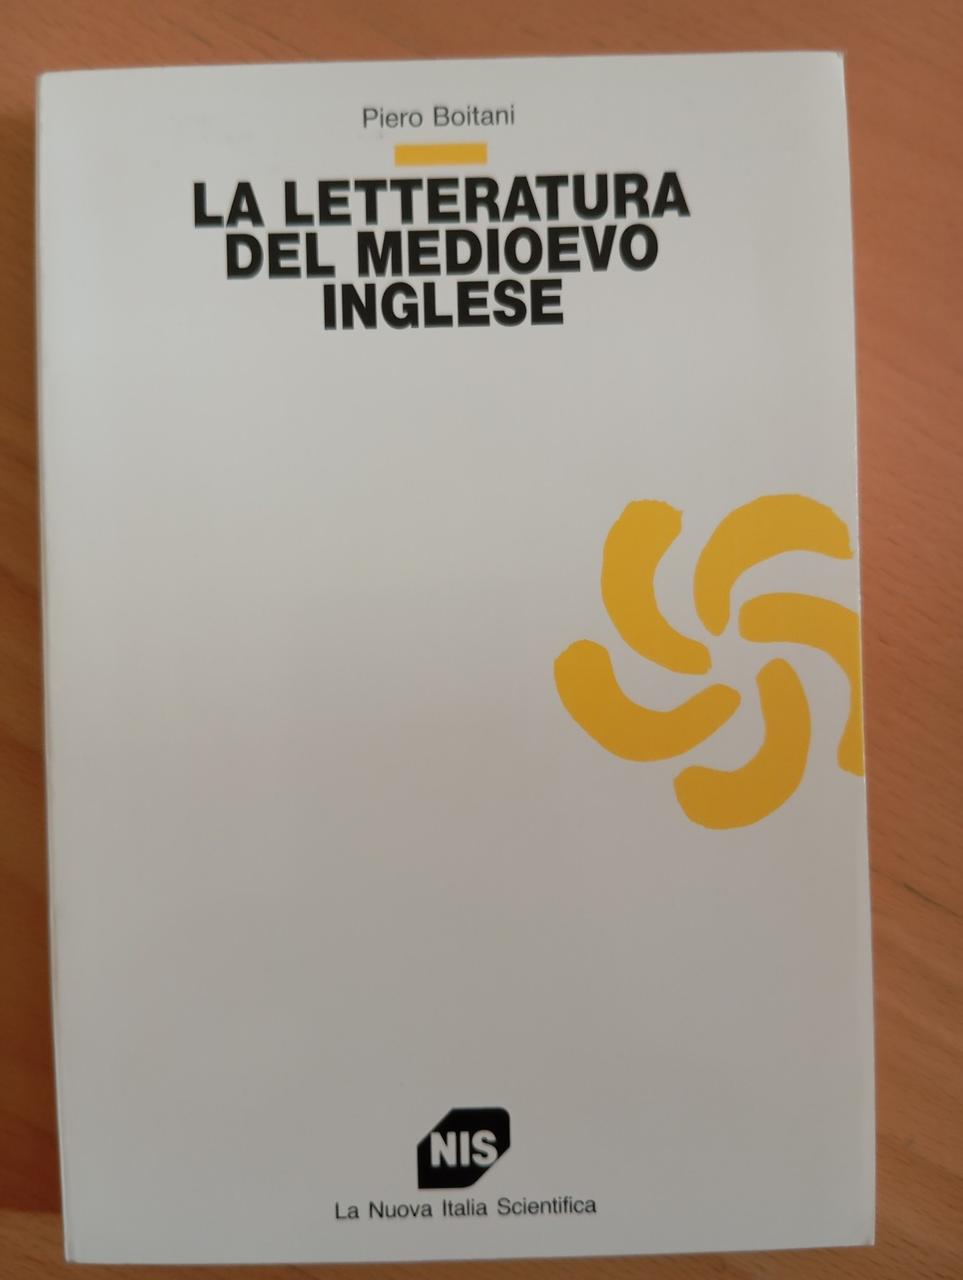 Piero Boitani
LA LETTERATURA
DEL MEDIOEVO
INGLESE
NIS
La Nuova Italia Scientifica